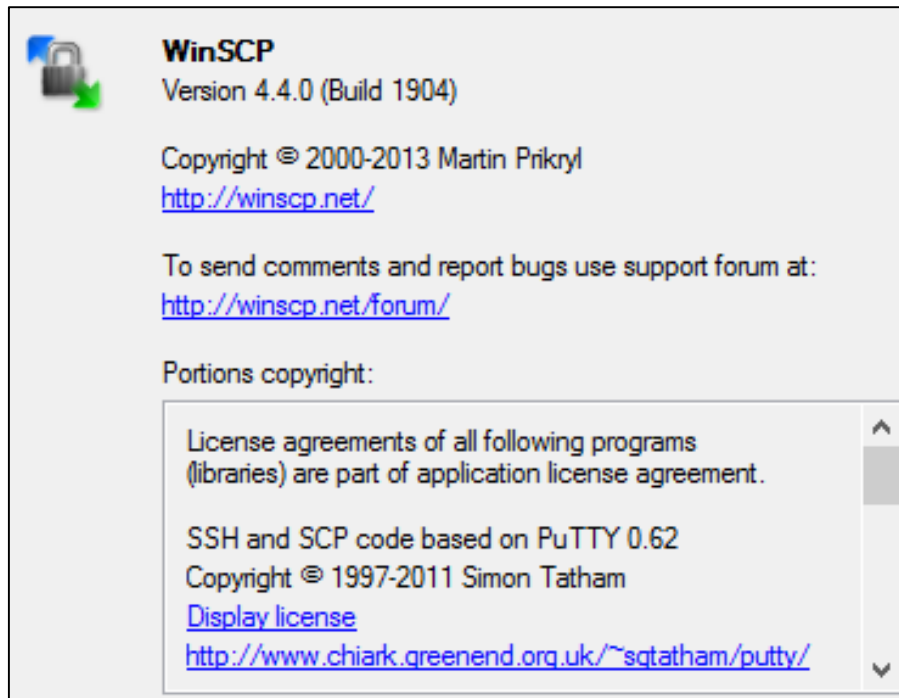 WinSCP
Version 4.4.0 (Build 1904)
Copyright © 2000-2013 Martin Prikryl
http://winscp.net/
To send comments and report bugs use support forum at:
http://winscp.net/forum/
Portions copyright:
License agreements of all following programs
(libraries) are part of application license agreement.
SSH and SCP code based on PuTTY 0.62
Copyright © 1997-2011 Simon Tatham
Display license
http://www.chiark.greenend.org.uk/~sgtatham/putty/